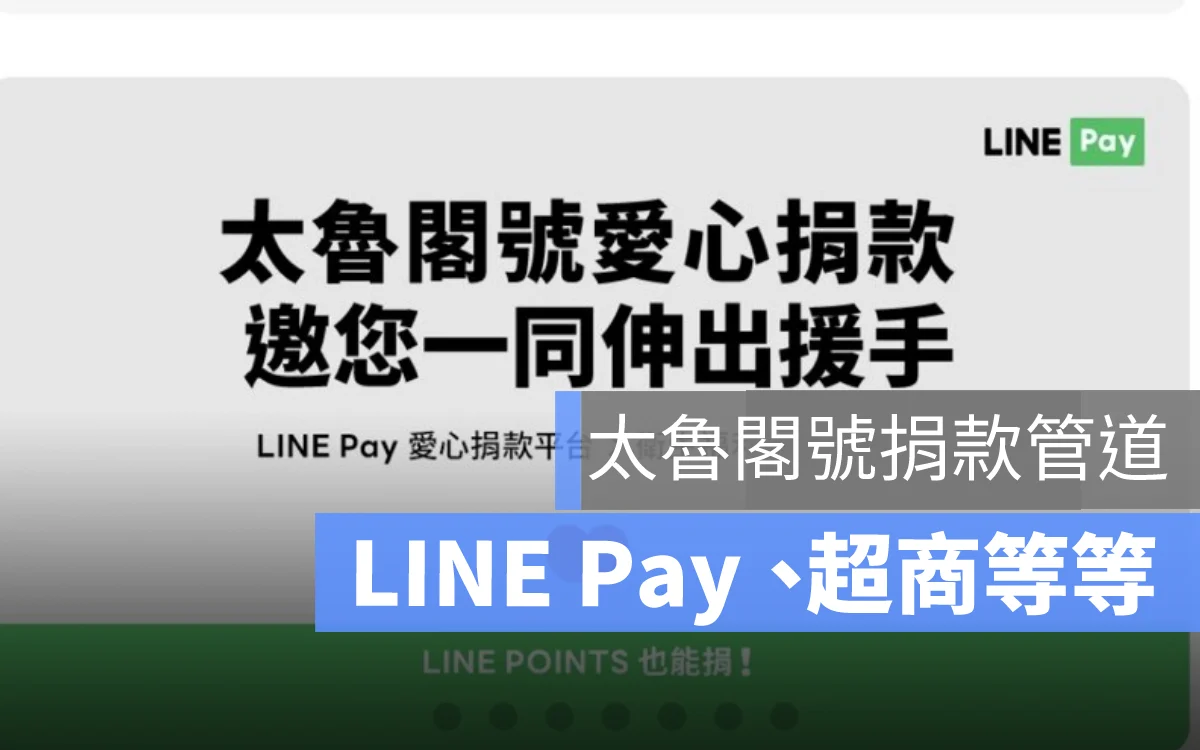 LINE Pay
太魯閣號愛心捐款
邀您一同伸出援手
LINE Pay 愛心捐款平台
太魯閣號捐款管道
LINE Pay、超商等等
LINE POINTS 也能捐！